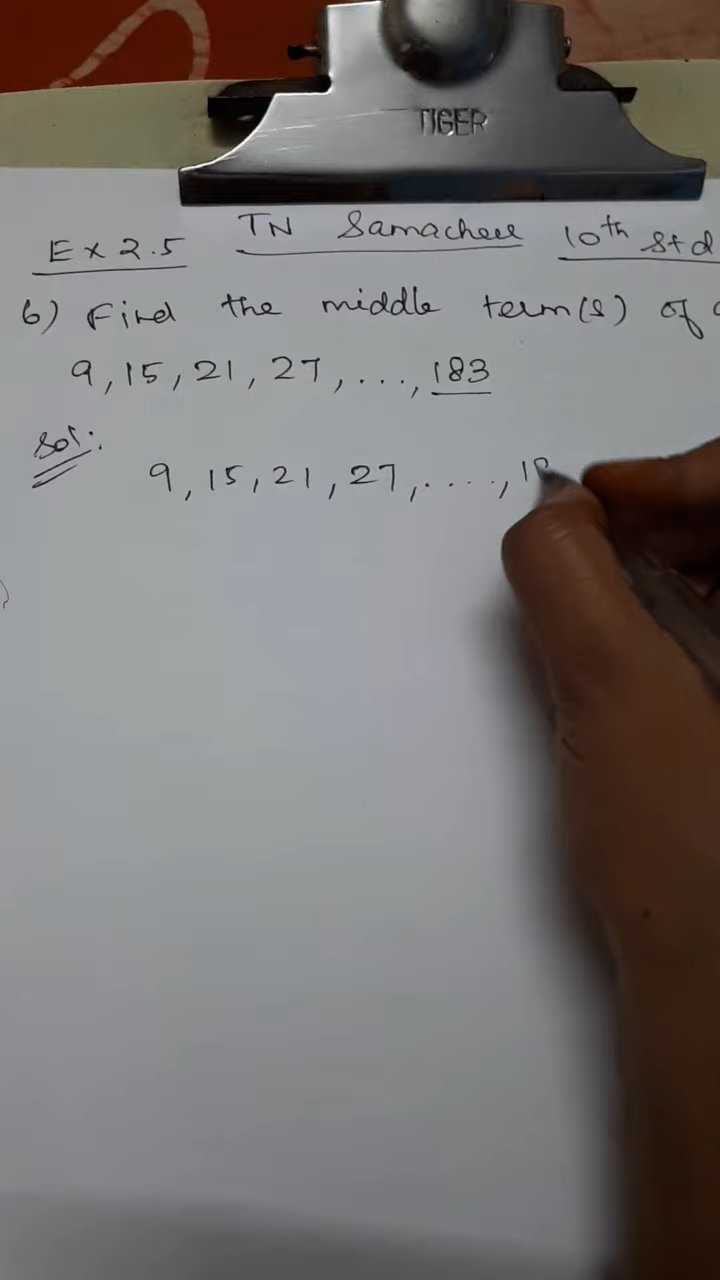 TIGER
Ex 2.5 TN Samacheer 10th Std
6) Find the middle term(s) of
9, 15, 21, 27, ..., 183
Sol:
9, 15, 21, 27, ...., 18